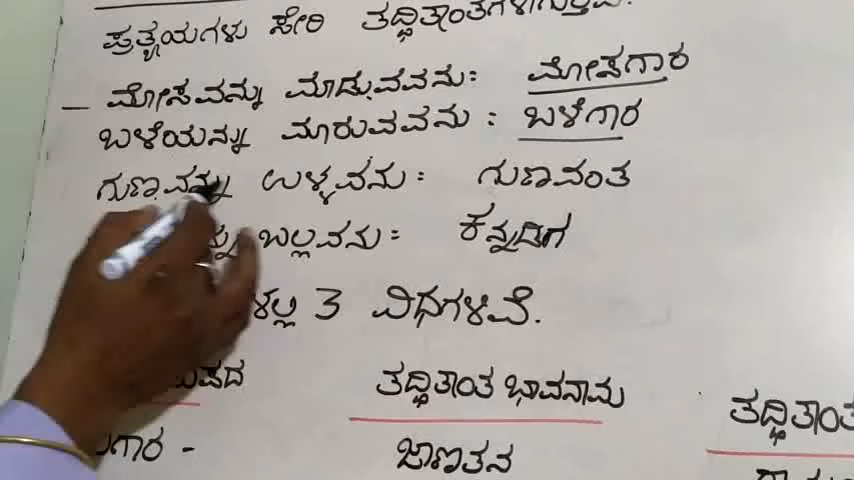 ಪ್ರತ್ಯಯಗಳು ಸೇರಿ ತದ್ಧಿತಾಂತಗಳಾಗುತ್ತವೆ.
– ಮೋಸವನ್ನು ಮಾಡುವವನು: ಮೋಸಗಾರ
ಬಳೆಯನ್ನು ಮಾರುವವನು : ಬಳೆಗಾರ
ಗುಣವನ್ನು ಉಳ್ಳವನು: ಗುಣವಂತ
ಬಲ್ಲವನು: ಕನ್ನಡಿಗ
3 ವಿಧಗಳಿವೆ.
ತದ್ಧಿತಾಂತ ಭಾವನಾಮ ತದ್ಧಿತಾಂತ
ಜಾಣತನ